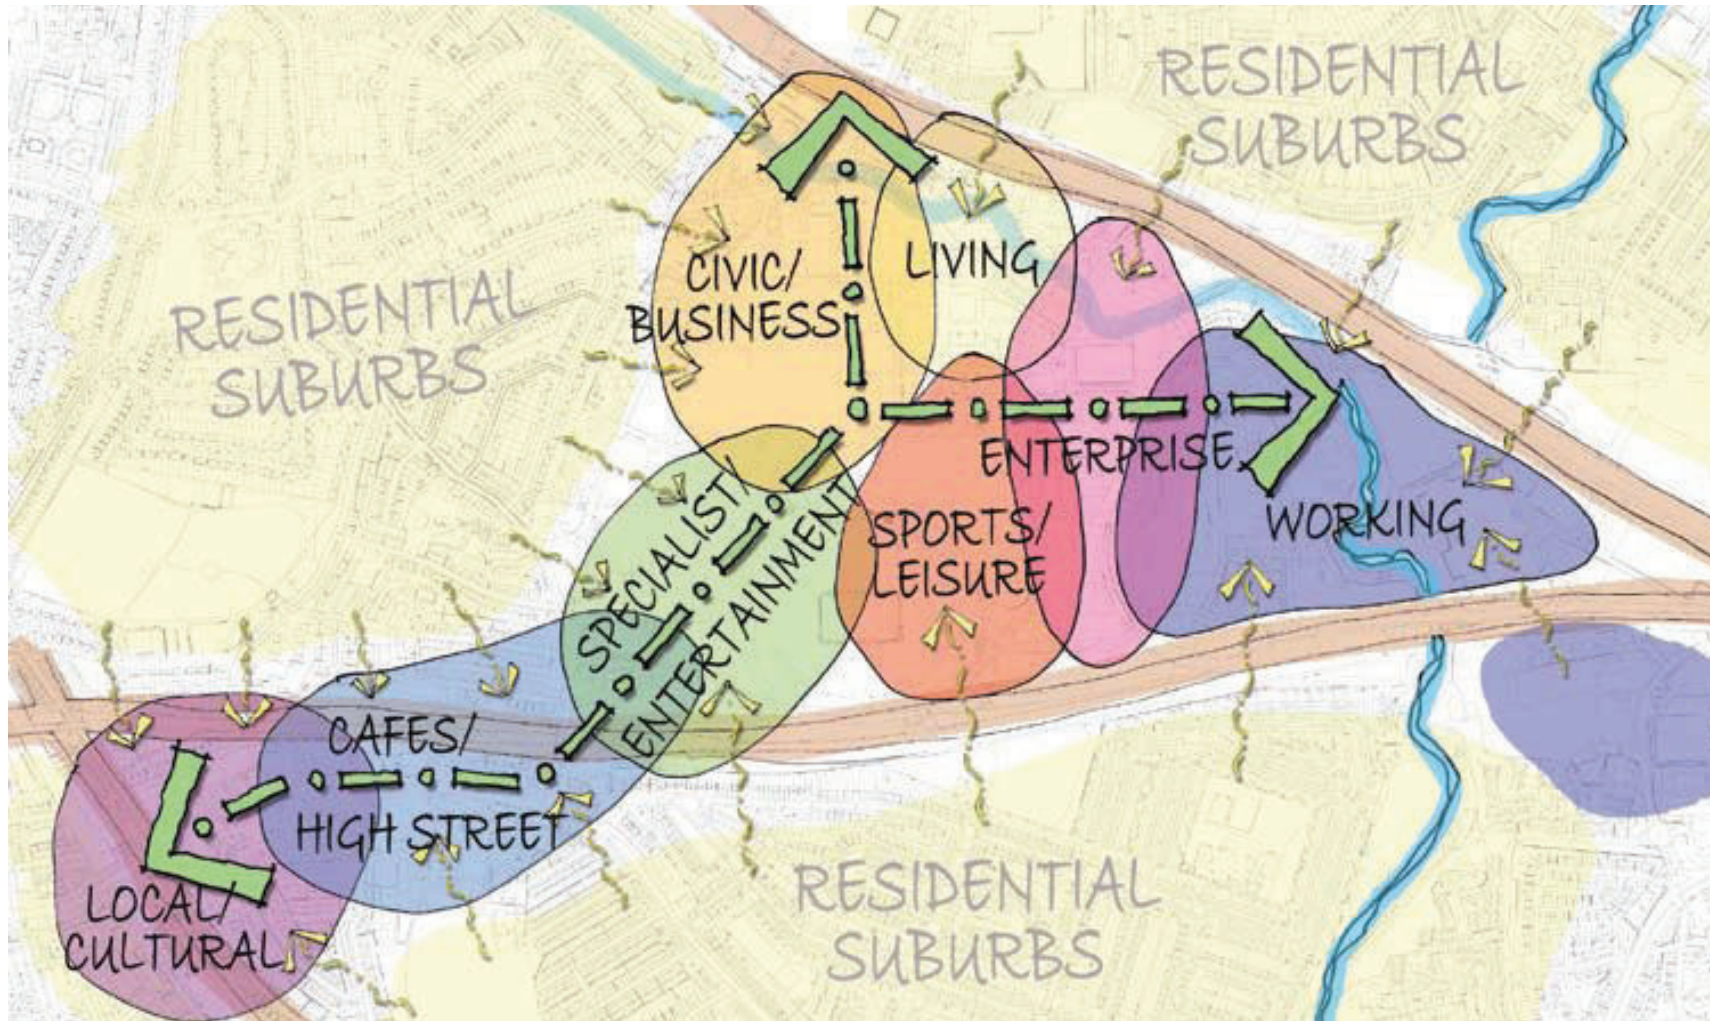 RESIDENTIAL
SUBURBS
RESIDENTIAL
SUBURBS
CIVIC/
BUSINESS
LIVING
ENTERPRISE
WORKING
SPORTS/
LEISURE
SPECIALIST/
ENTERTAINMENT
CAFES/
HIGH STREET
LOCAL/
CULTURAL
RESIDENTIAL
SUBURBS